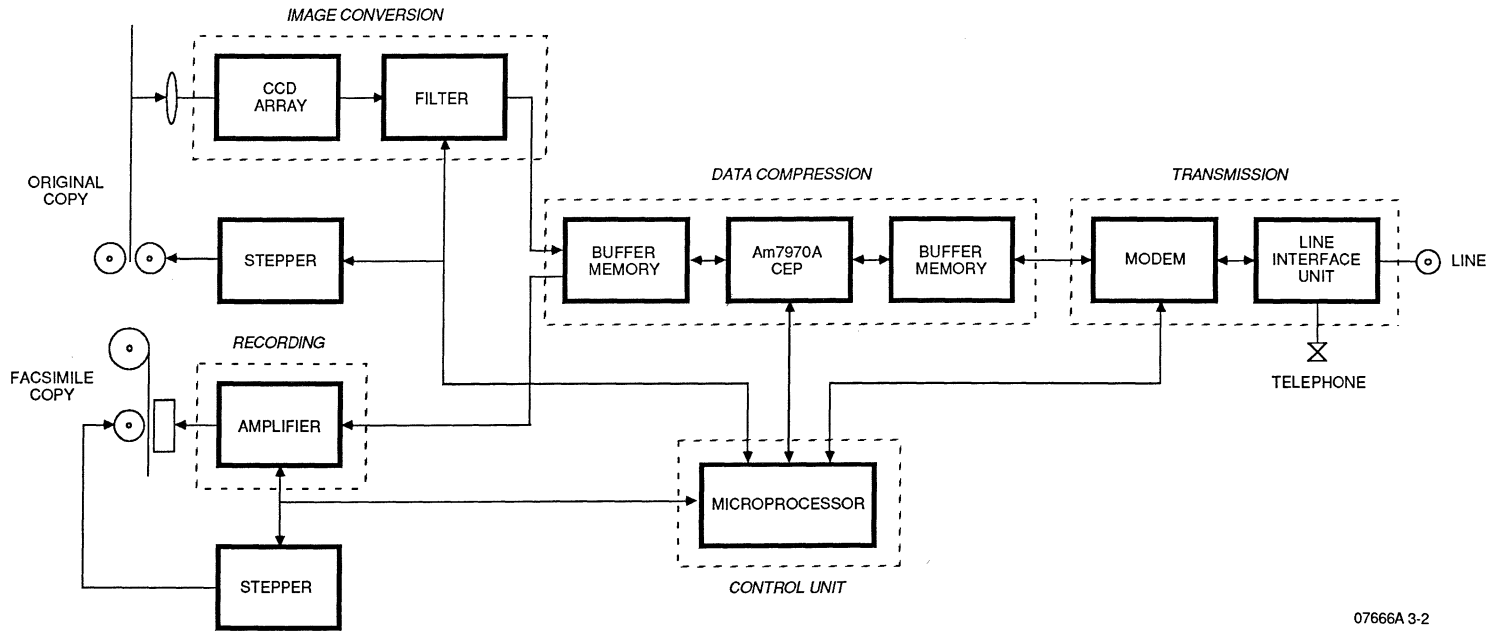 IMAGE CONVERSION
CCD
ARRAY
FILTER
ORIGINAL
COPY
STEPPER
DATA COMPRESSION
BUFFER
MEMORY
Am7970A
CEP
BUFFER
MEMORY
TRANSMISSION
MODEM
LINE
INTERFACE
UNIT
LINE
TELEPHONE
RECORDING
FACSIMILE
COPY
AMPLIFIER
MICROPROCESSOR
STEPPER
CONTROL UNIT
07666A 3-2